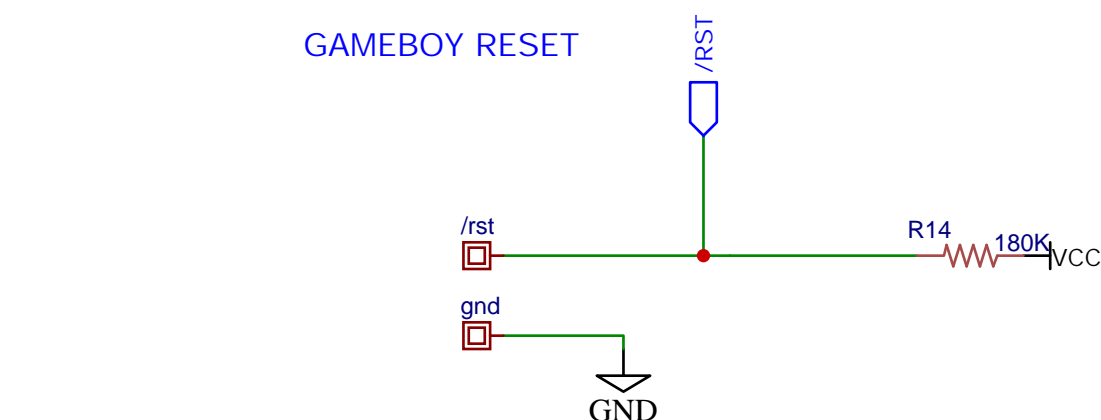 GAMEBOY RESET
/RST
/rst
R14
180K
VCC
gnd
GND